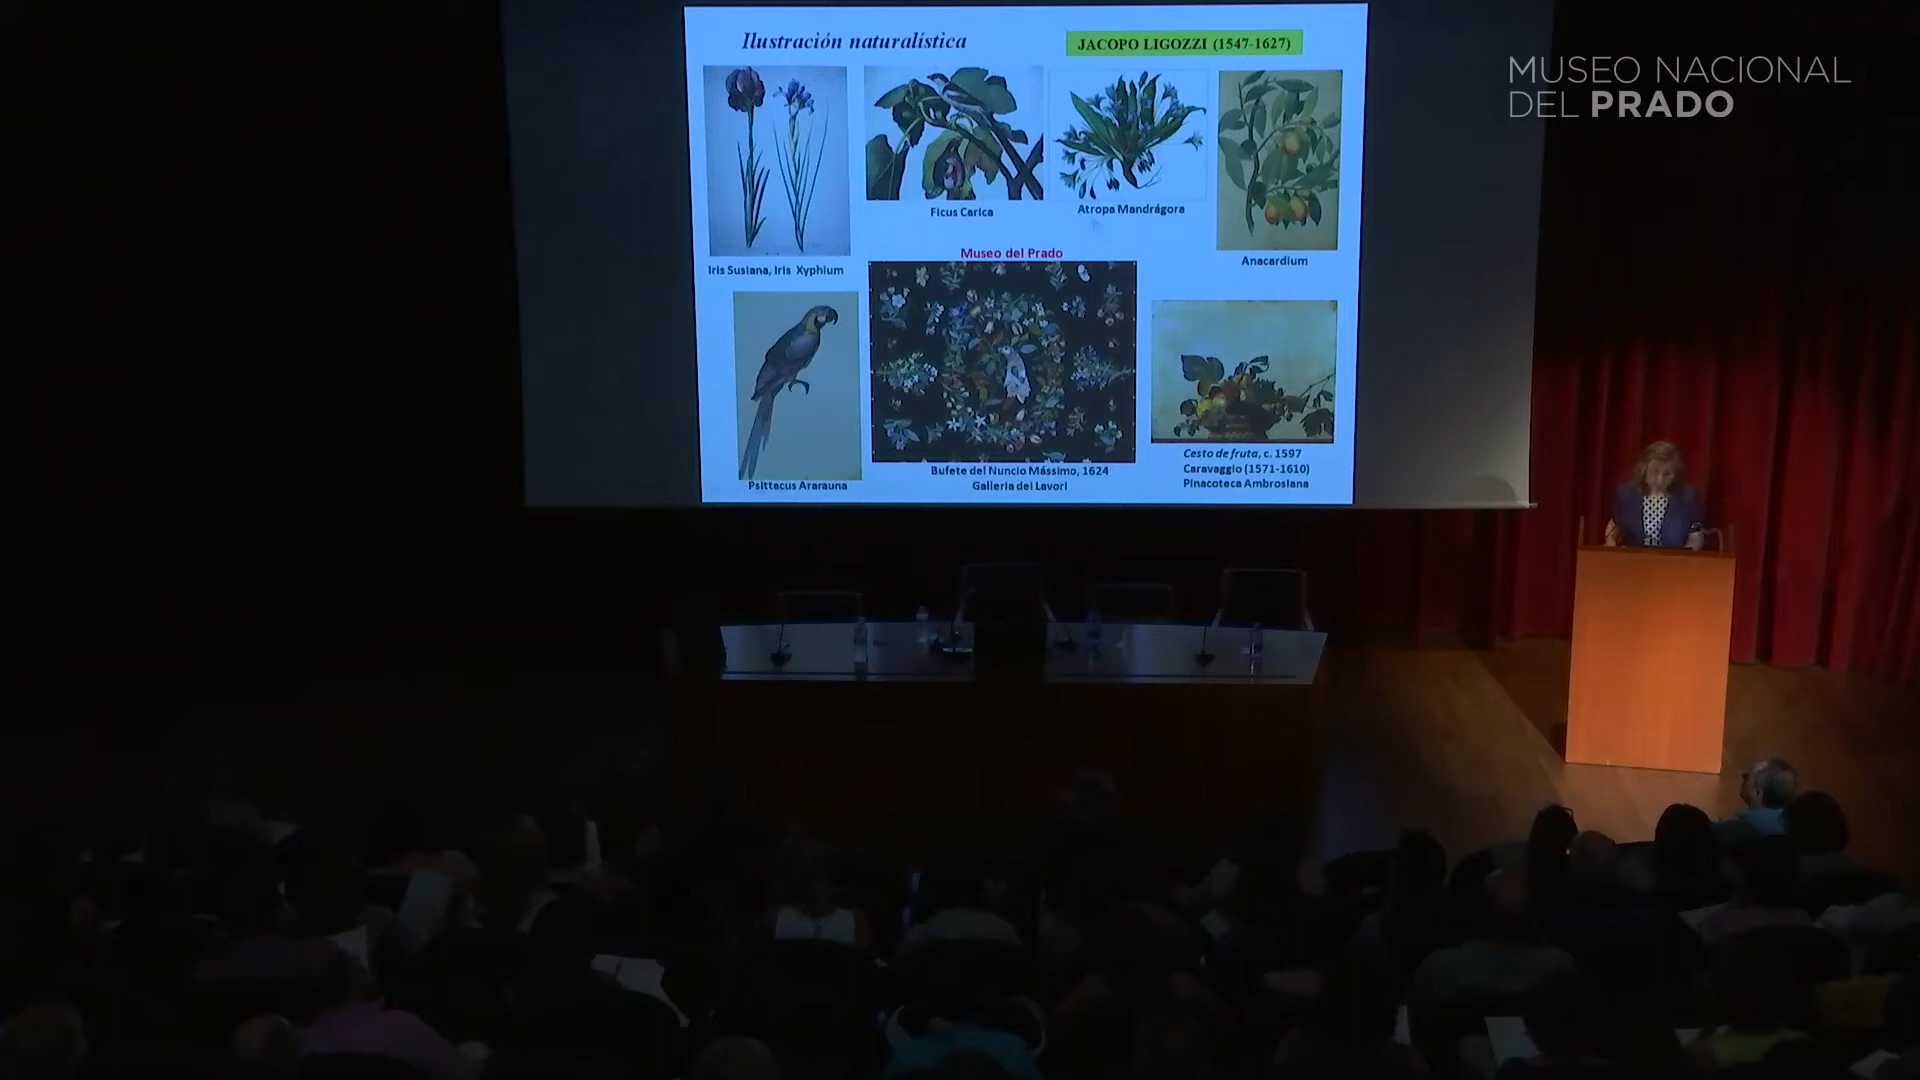 Ilustración naturalística
JACOPO LIGOZZI (1547-1627)
MUSEO NACIONAL
DEL PRADO
Ficus Carica
Atropa Mandrágora
Anacardium
Iris Susiana, Iris Xyphium
Museo del Prado
Psittacus Ararauna
Bufete del Nuncio Mássimo, 1624
Galleria dei Lavori
Cesto de fruta, c. 1597
Caravaggio (1571-1610)
Pinacoteca Ambrosiana